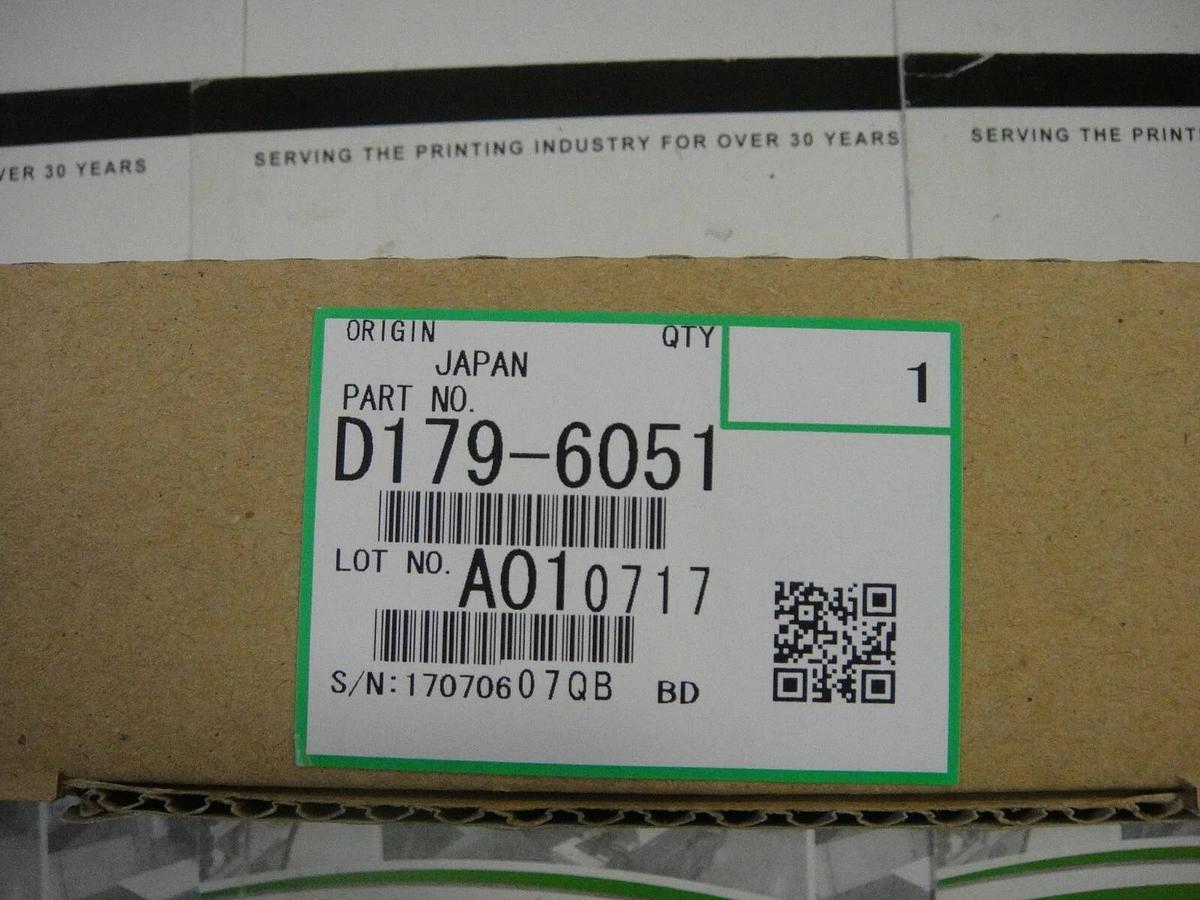 VER 30 YEARS
SERVING THE PRINTING INDUSTRY FOR OVER 30 YEARS
SERVING THE PRINT
ORIGIN
JAPAN
QTY
1
PART NO.
D179-6051
LOT NO. A010717
S/N:17070607QB BD